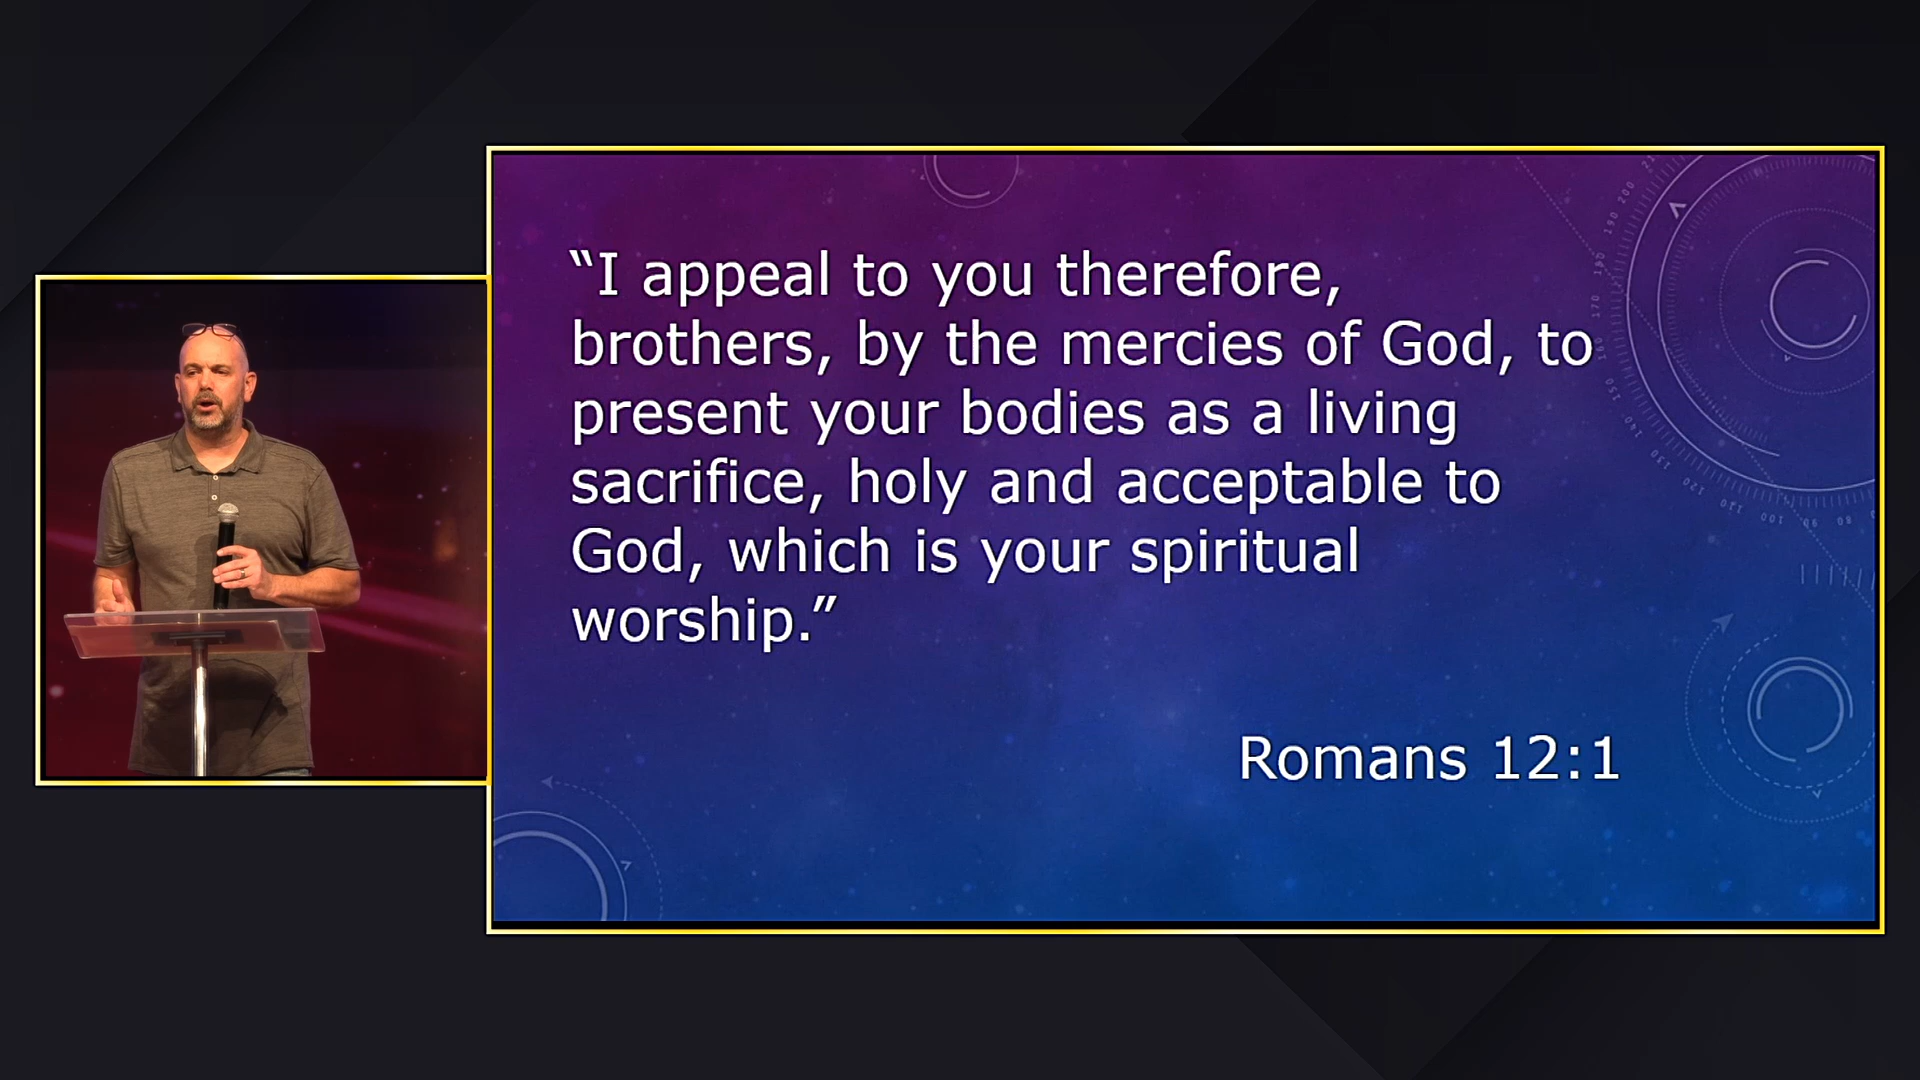 “I appeal to you therefore,
brothers, by the mercies of God, to
present your bodies as a living
sacrifice, holy and acceptable to
God, which is your spiritual
worship.”
Romans 12:1